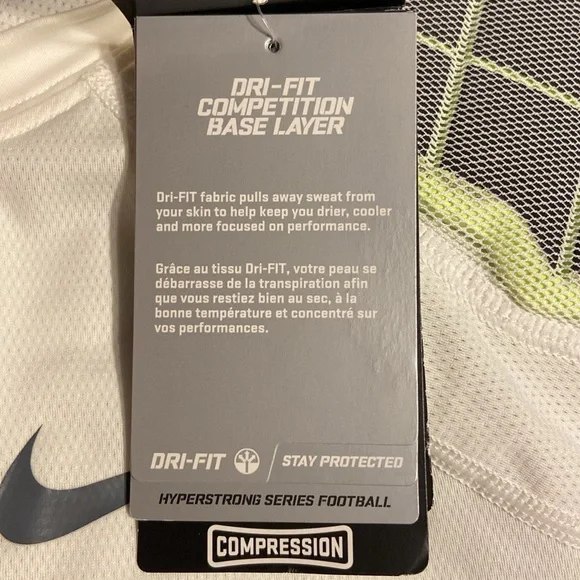 DRI-FIT
COMPETITION
BASE LAYER
Dri-FIT fabric pulls away sweat from
your skin to help keep you drier, cooler
and more focused on performance.
Grâce au tissu Dri-FIT, votre peau se
débarrasse de la transpiration afin
que vous restiez bien au sec, à la
bonne température et concentré sur
vos performances.
DRI-FIT / STAY PROTECTED
HYPERSTRONG SERIES FOOTBALL
COMPRESSION